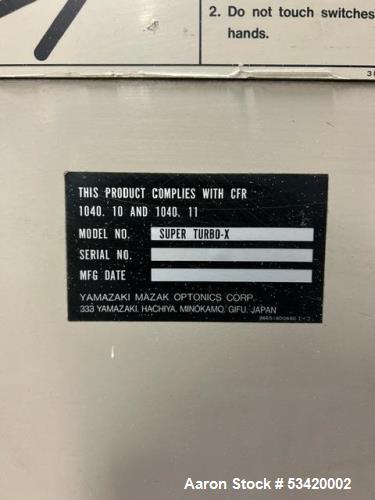 2. Do not touch switches
hands.
THIS PRODUCT COMPLIES WITH CFR
1040. 10 AND 1040. 11
MODEL NO. SUPER TURBO-X
SERIAL NO.
MFG DATE
YAMAZAKI MAZAK OPTONICS CORP.
333 YAMAZAKI, HACHIYA, MINOKAMO, GIFU, JAPAN
Aaron Stock # 53420002